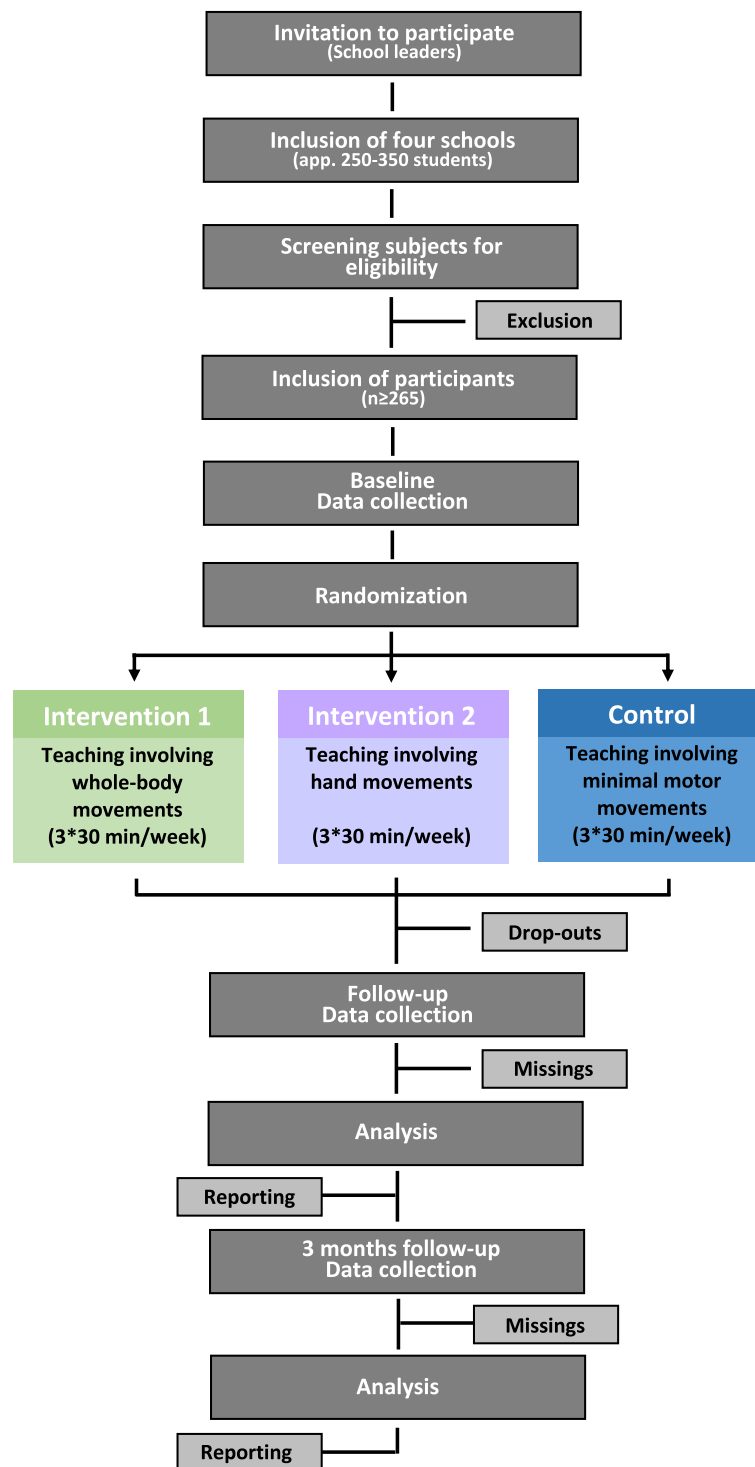 Invitation to participate
(School leaders)
Inclusion of four schools
(app. 250-350 students)
Screening subjects for
eligibility
Exclusion
Inclusion of participants
(n≥265)
Baseline
Data collection
Randomization
Intervention 1
Teaching involving
whole-body
movements
(3*30 min/week)
Intervention 2
Teaching involving
hand movements
(3*30 min/week)
Control
Teaching involving
minimal motor
movements
(3*30 min/week)
Drop-outs
Follow-up
Data collection
Missings
Analysis
Reporting
3 months follow-up
Data collection
Missings
Analysis
Reporting